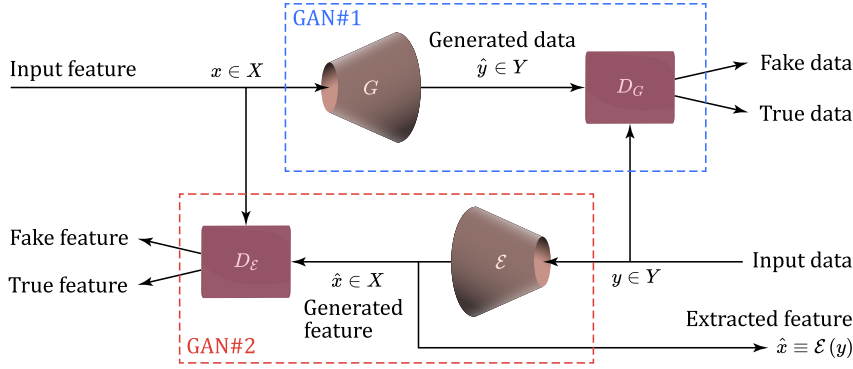 GAN#1
Generated data
Input feature
x ∈ X
G
ŷ ∈ Y
D_G
Fake data
True data
Fake feature
True feature
D_ℰ
x̂ ∈ X
Generated
feature
ℰ
y ∈ Y
Input data
GAN#2
Extracted feature
x̂ ≡ ℰ(y)